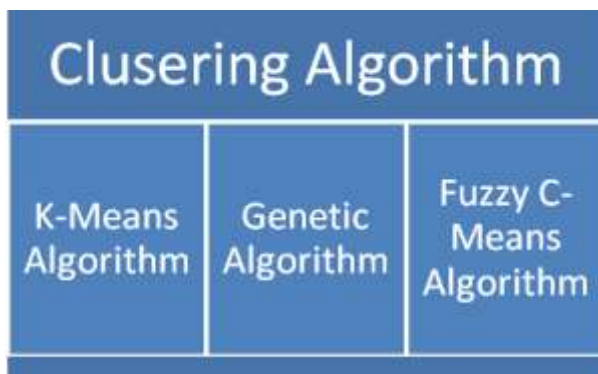 Clusering Algorithm
K-Means
Algorithm
Genetic
Algorithm
Fuzzy C-
Means
Algorithm